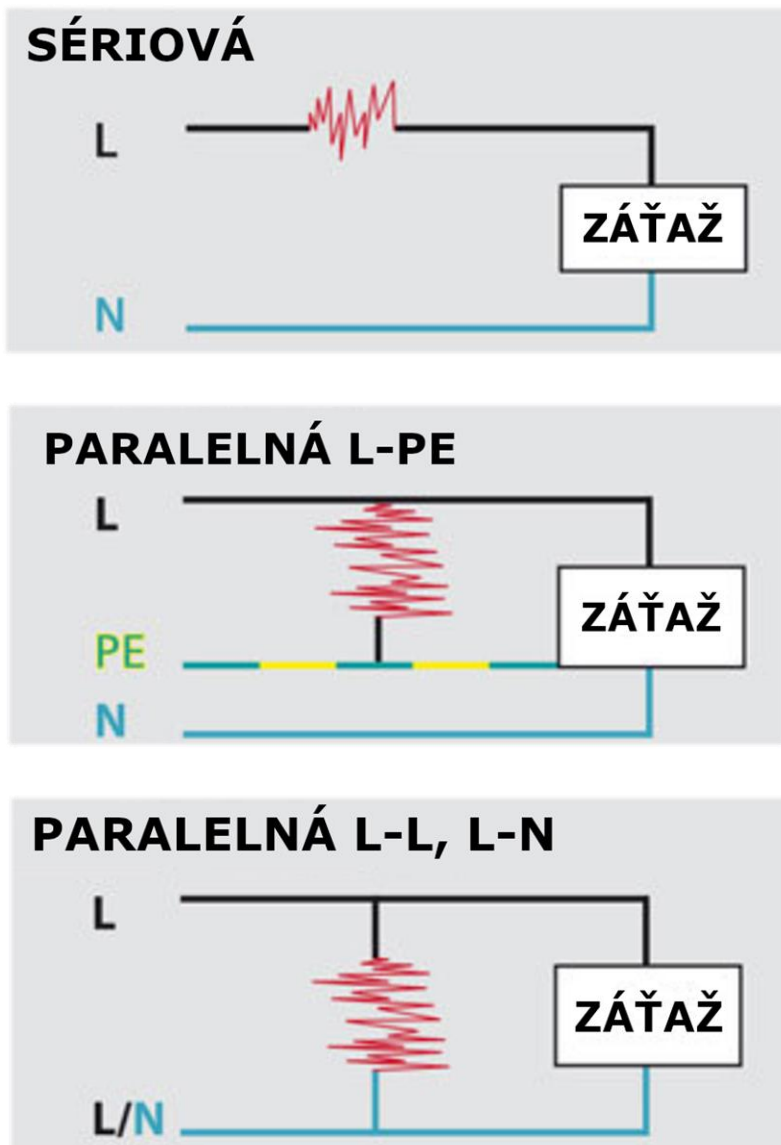 SÉRIOVÁ
L
ZÁŤAŽ
N
PARALELNÁ L-PE
L
ZÁŤAŽ
PE
N
PARALELNÁ L-L, L-N
L
ZÁŤAŽ
L/N